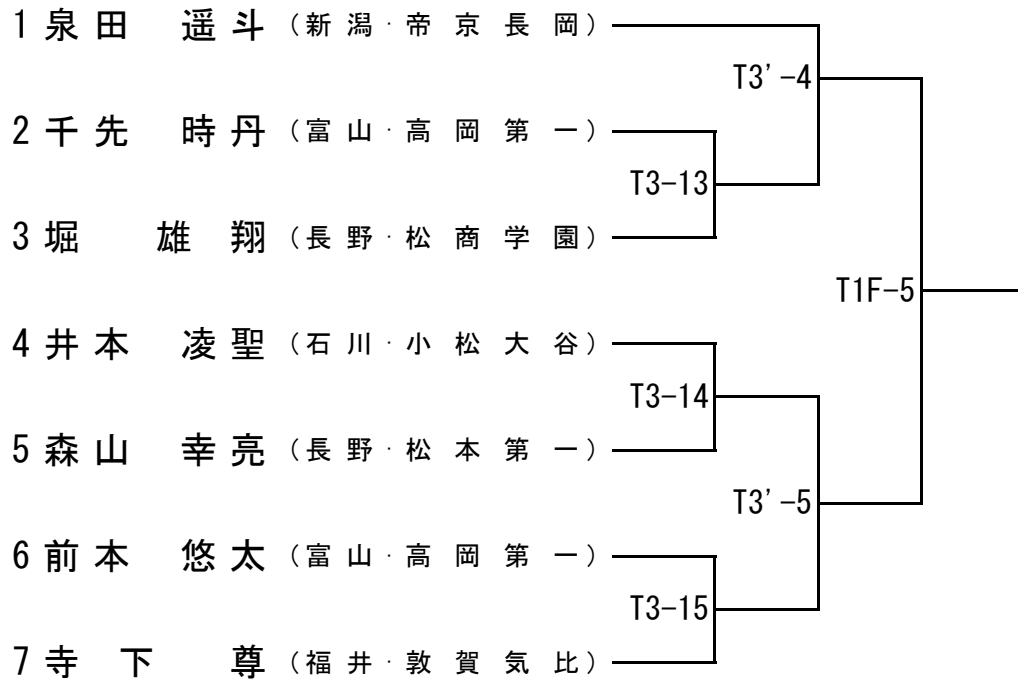 1 泉田 遥斗 (新潟・帝京長岡)
T3'-4
2 千先 時丹 (富山・高岡第一)
T3-13
3 堀 雄翔 (長野・松商学園)
T1F-5
4 井本 凌聖 (石川・小松大谷)
T3-14
5 森山 幸亮 (長野・松本第一)
T3'-5
6 前本 悠太 (富山・高岡第一)
T3-15
7 寺下 尊 (福井・敦賀気比)